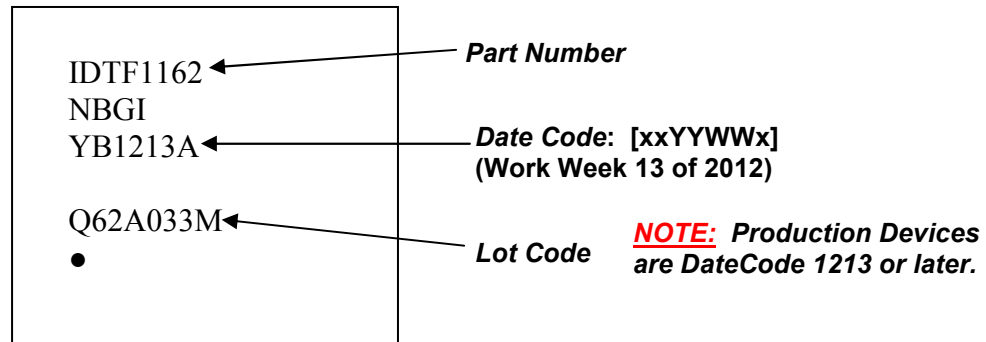 IDTF1162
NBGI
YB1213A
Q62A033M
Part Number
Date Code: [xxYYWWx]
(Work Week 13 of 2012)
Lot Code
NOTE: Production Devices
are DateCode 1213 or later.